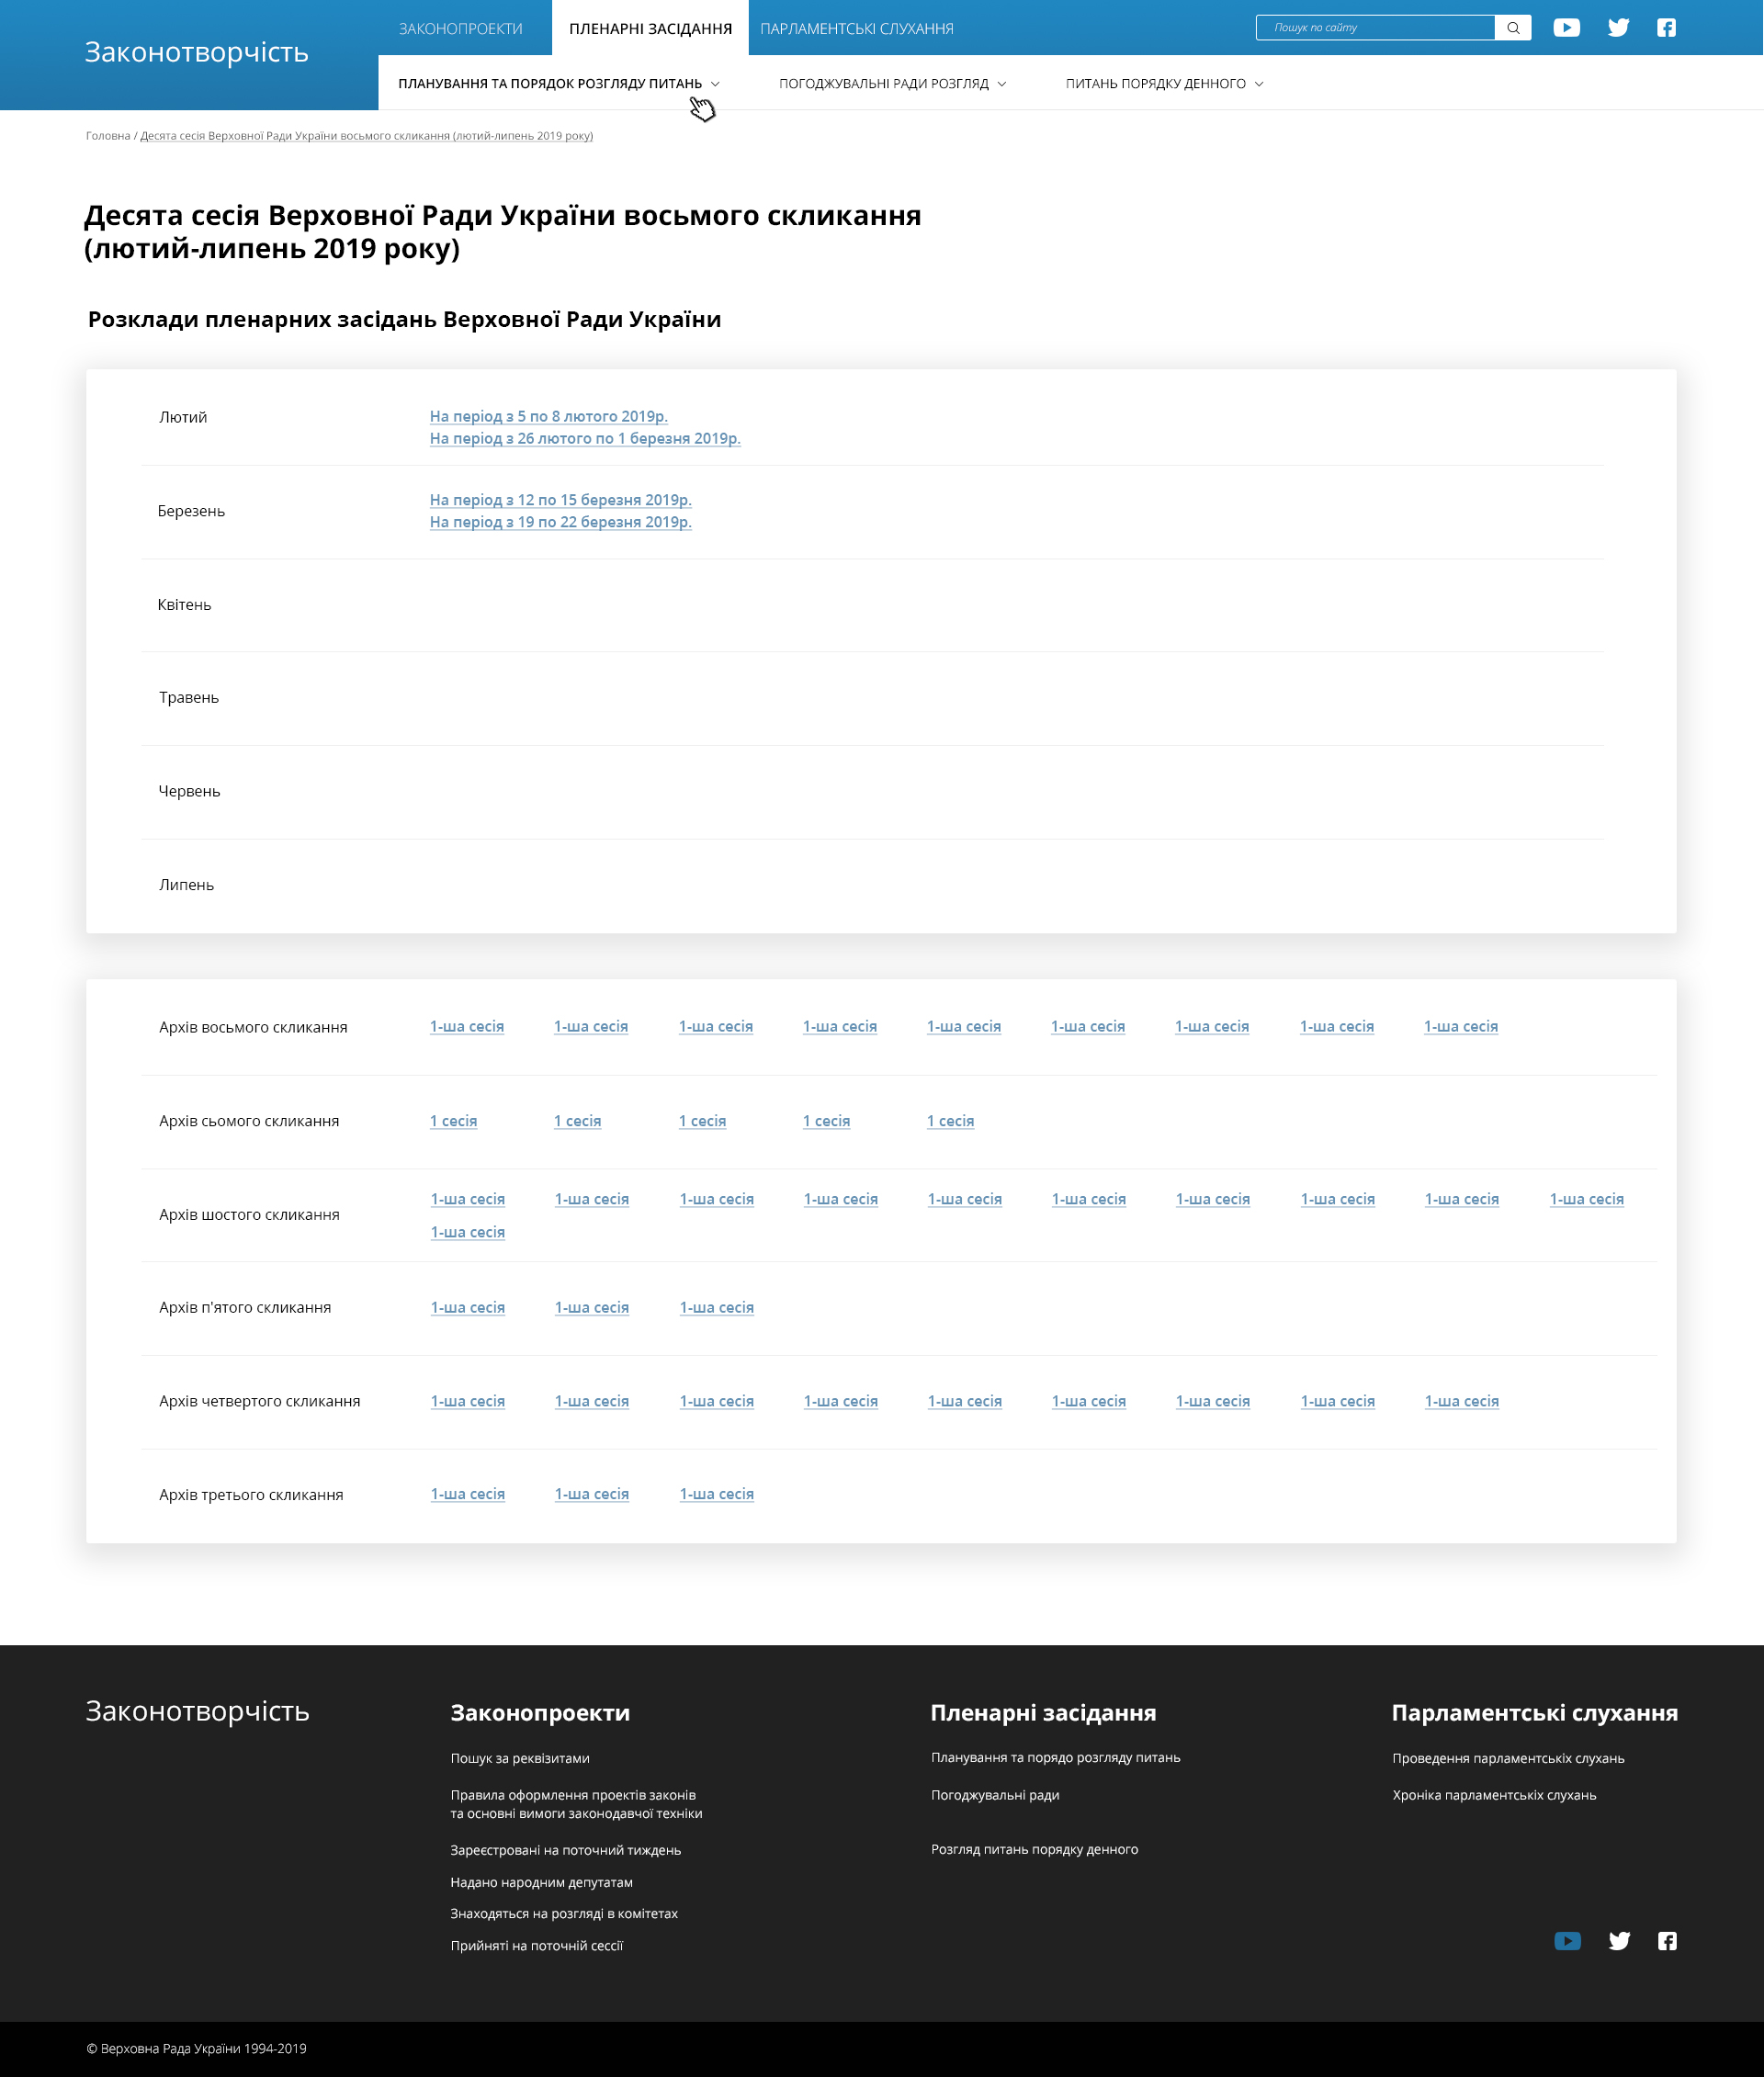 Законотворчість
ЗАКОНОПРОЕКТИ
ПЛЕНАРНІ ЗАСІДАННЯ
ПАРЛАМЕНТСЬКІ СЛУХАННЯ
Пошук по сайту
ПЛАНУВАННЯ ТА ПОРЯДОК РОЗГЛЯДУ ПИТАНЬ
ПОГОДЖУВАЛЬНІ РАДИ РОЗГЛЯД
ПИТАНЬ ПОРЯДКУ ДЕННОГО
Головна / Десята сесія Верховної Ради України восьмого скликання (лютий-липень 2019 року)
Десята сесія Верховної Ради України восьмого скликання
(лютий-липень 2019 року)
Розклади пленарних засідань Верховної Ради України
Лютий
На період з 5 по 8 лютого 2019р.
На період з 26 лютого по 1 березня 2019р.
Березень
На період з 12 по 15 березня 2019р.
На період з 19 по 22 березня 2019р.
Квітень
Травень
Червень
Липень
Архів восьмого скликання 1-ша сесія 1-ша сесія 1-ша сесія 1-ша сесія 1-ша сесія 1-ша сесія 1-ша сесія 1-ша сесія 1-ша сесія
Архів сьомого скликання 1 сесія 1 сесія 1 сесія 1 сесія 1 сесія
Архів шостого скликання 1-ша сесія 1-ша сесія 1-ша сесія 1-ша сесія 1-ша сесія 1-ша сесія 1-ша сесія 1-ша сесія 1-ша сесія 1-ша сесія
1-ша сесія
Архів п'ятого скликання 1-ша сесія 1-ша сесія 1-ша сесія
Архів четвертого скликання 1-ша сесія 1-ша сесія 1-ша сесія 1-ша сесія 1-ша сесія 1-ша сесія 1-ша сесія 1-ша сесія 1-ша сесія
Архів третього скликання 1-ша сесія 1-ша сесія 1-ша сесія
Законотворчість
Законопроекти
Пошук за реквізитами
Правила оформлення проектів законів
та основні вимоги законодавчої техніки
Зареєстровані на поточний тиждень
Надано народним депутатам
Знаходяться на розгляді в комітетах
Прийняті на поточній сессії
Пленарні засідання
Планування та порядо розгляду питань
Погоджувальні ради
Розгляд питань порядку денного
Парламентські слухання
Проведення парламентськіх слухань
Хроніка парламентськіх слухань
© Верховна Рада України 1994-2019